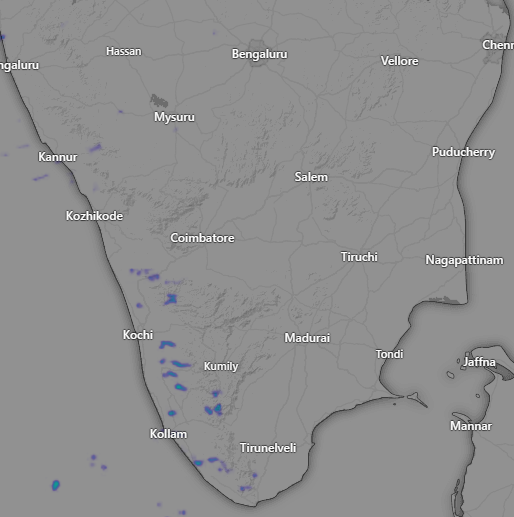 Hassan
Bengaluru
Chenn
ngaluru
Vellore
Mysuru
Kannur
Puducherry
Salem
Kozhikode
Coimbatore
Tiruchi
Nagapattinam
Kochi
Madurai
Tondi
Kumily
Jaffna
Mannar
Kollam
Tirunelveli